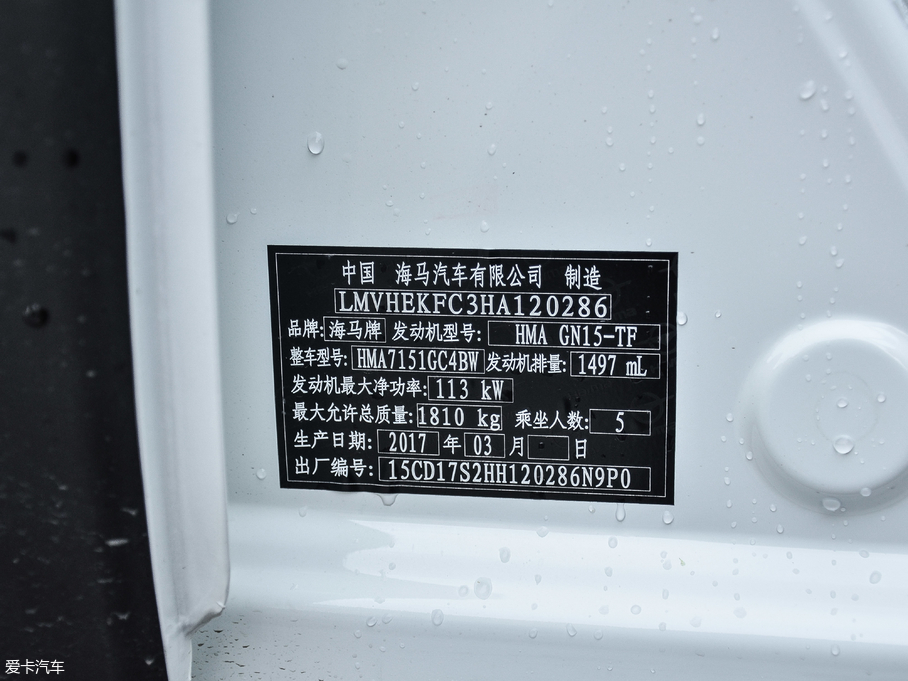 中国 海马汽车有限公司 制造
LMVHEKFC3HA120286
品牌: 海马牌 发动机型号: HMA GN15-TF
整车型号: HMA7151GC4BW 发动机排量: 1497 mL
发动机最大净功率: 113 kW
最大允许总质量: 1810 kg 乘坐人数: 5
生产日期: 2017 年 03 月 - 日
出厂编号: 15CD17S2HH120286N9P0
爱卡汽车